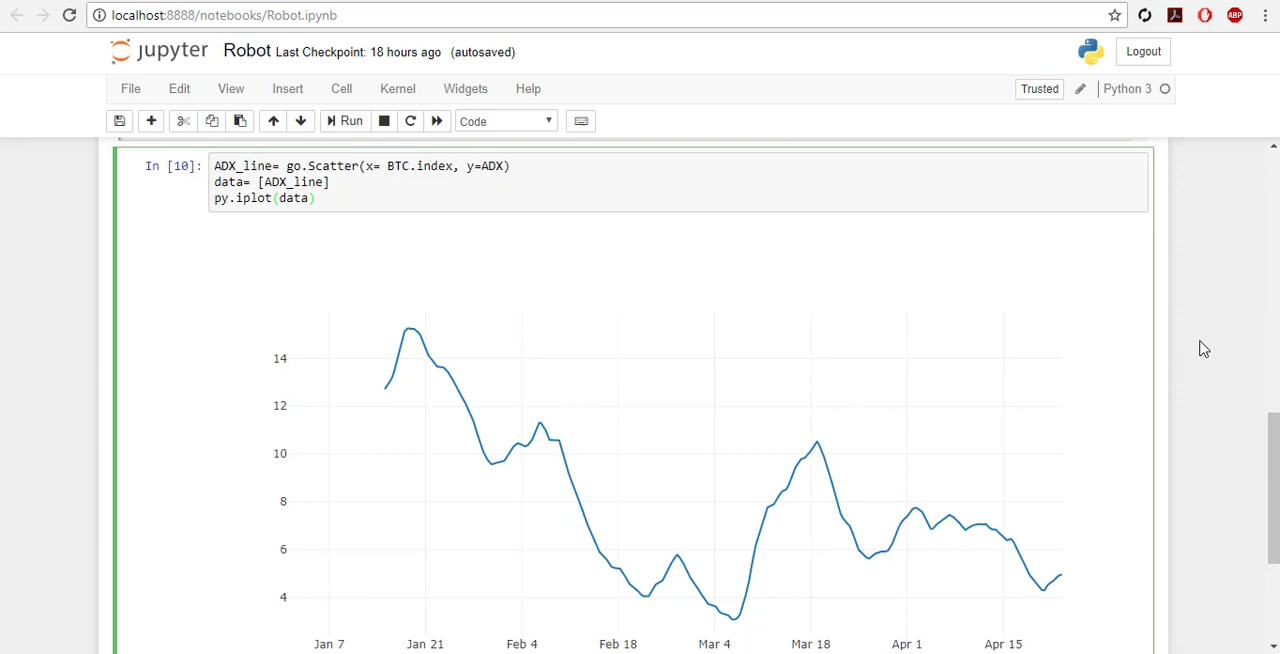 localhost:8888/notebooks/Robot.ipynb
ABP
jupyter Robot Last Checkpoint: 18 hours ago (autosaved)
Logout
File Edit View Insert Cell Kernel Widgets Help
Trusted
Python 3
Run
Code
In [10]:
ADX_line= go.Scatter(x= BTC.index, y=ADX)
data= [ADX_line]
py.iplot(data)
14
12
10
8
6
4
Jan 7 Jan 21 Feb 4 Feb 18 Mar 4 Mar 18 Apr 1 Apr 15